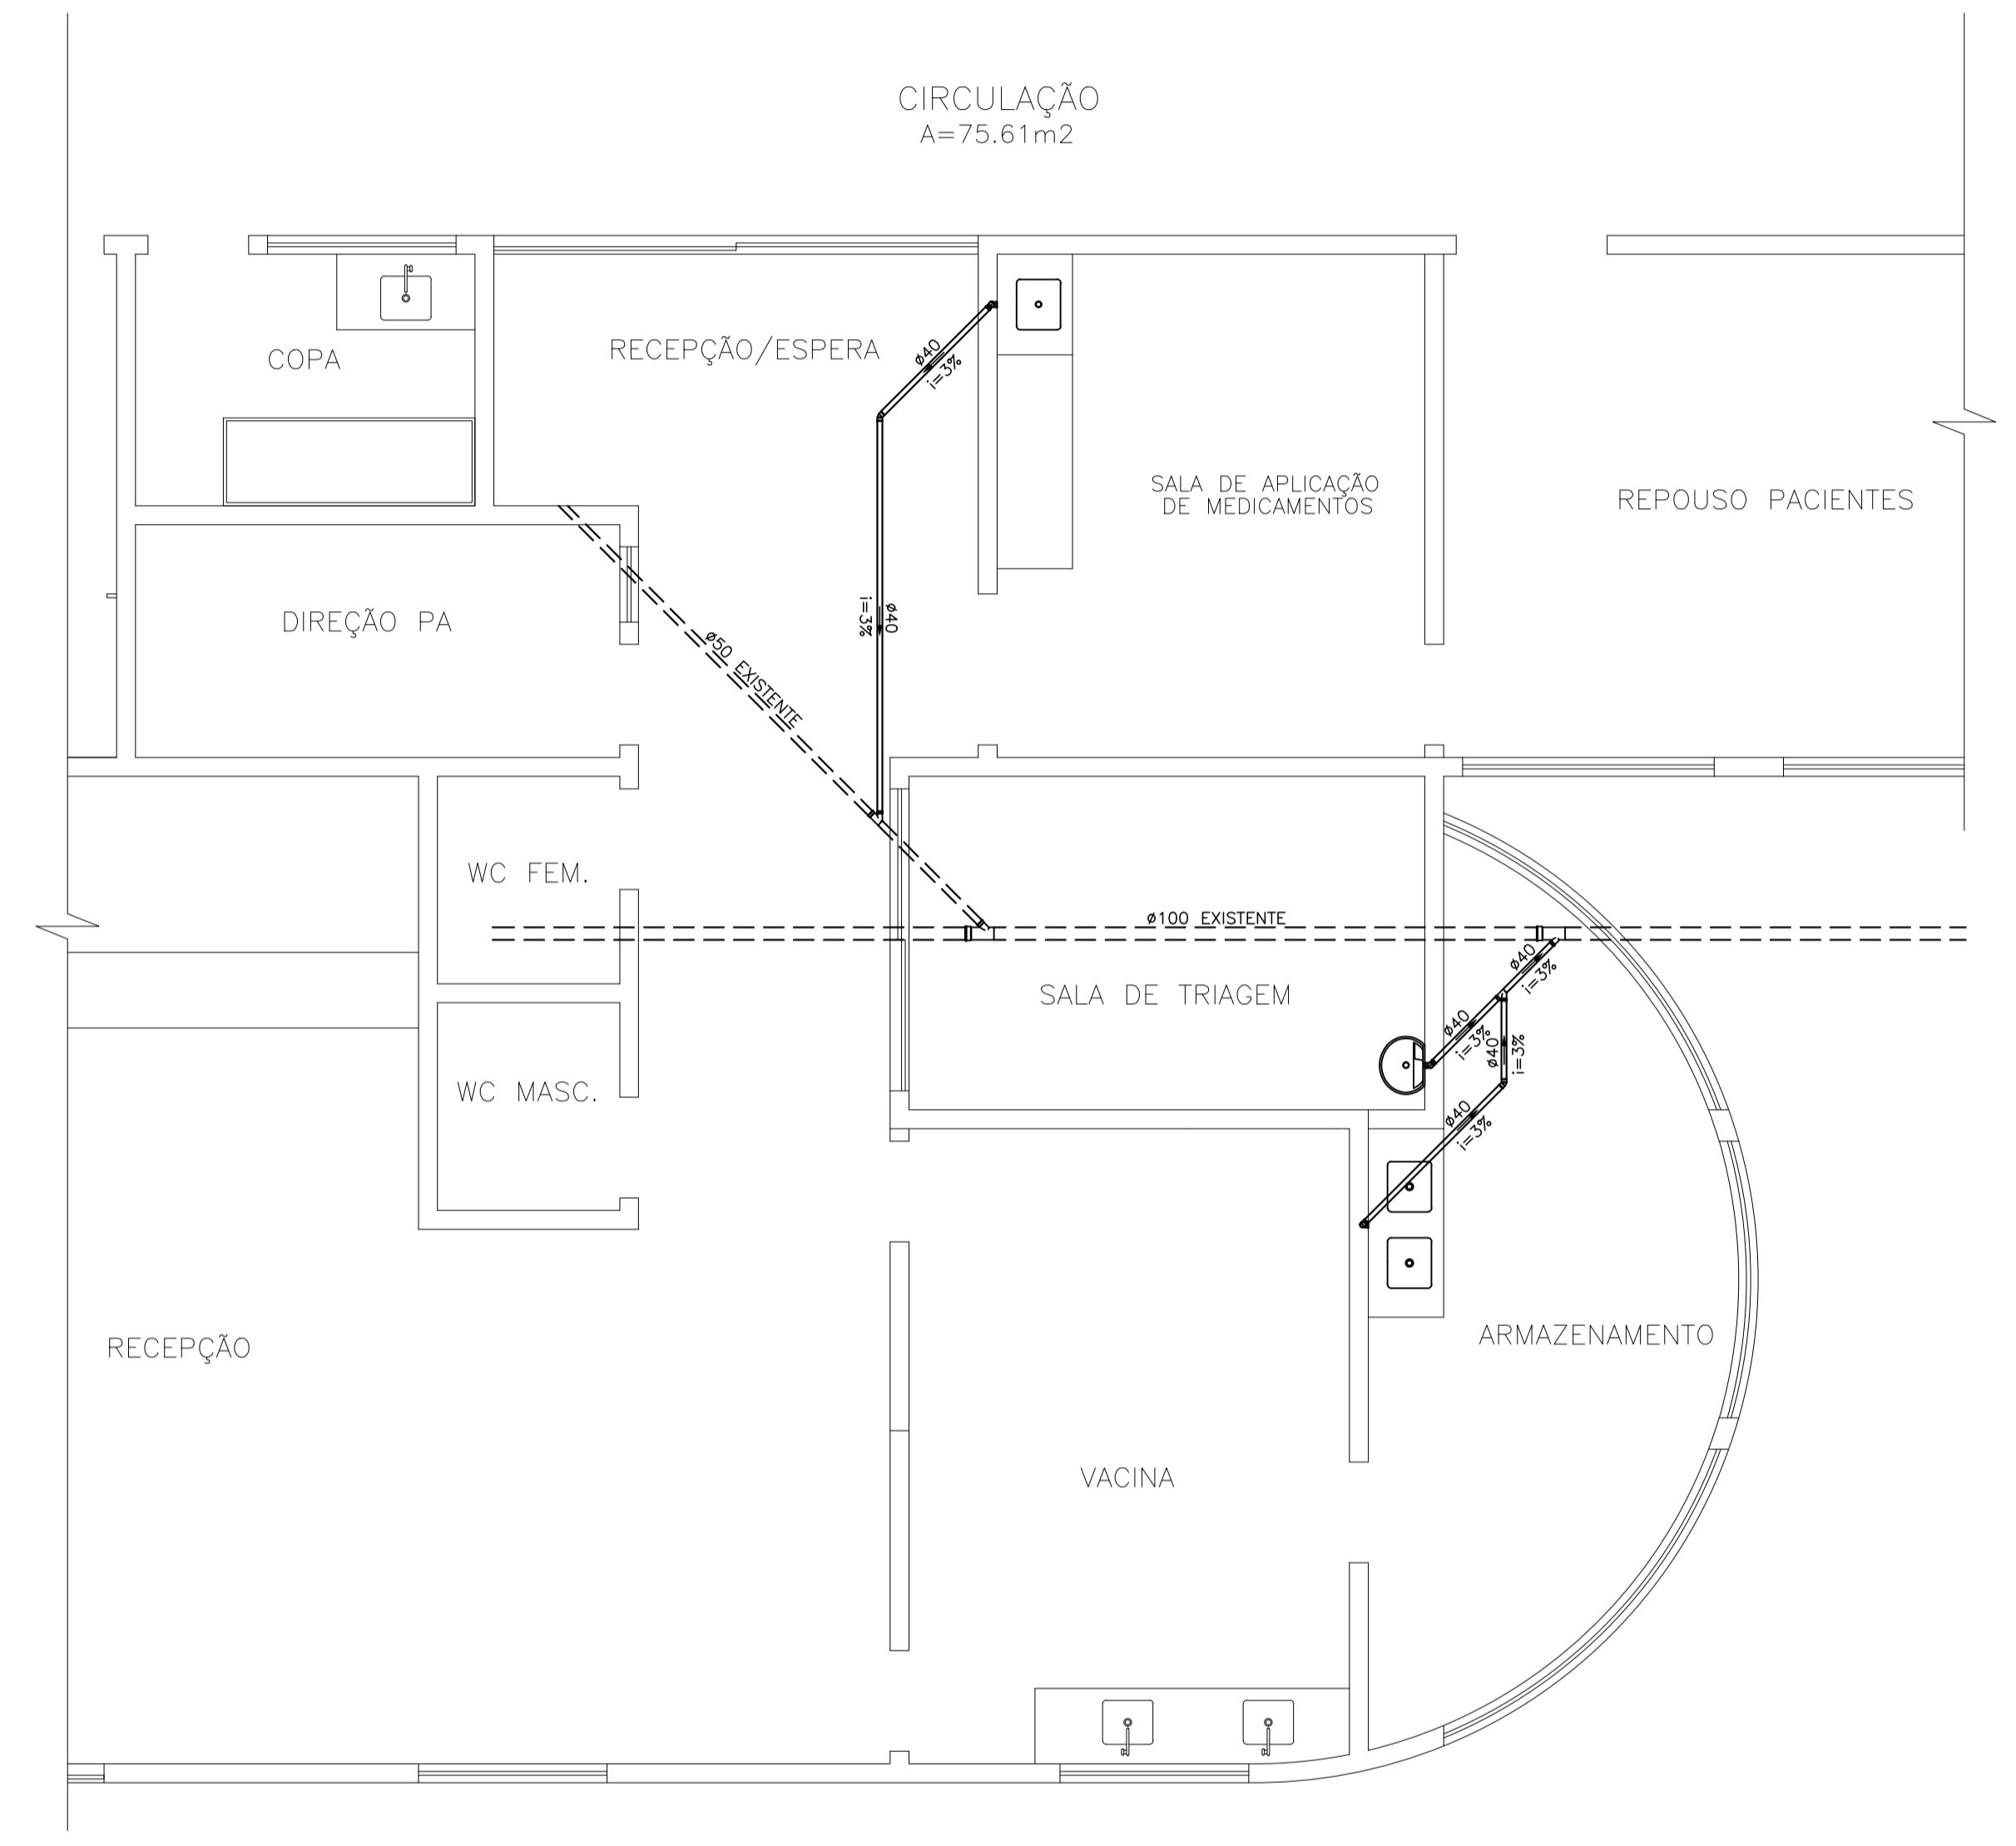 CIRCULAÇÃO
A=75.61m2
COPA
RECEPÇÃO/ESPERA
ø40
i=3%
SALA DE APLICAÇÃO
DE MEDICAMENTOS
REPOUSO PACIENTES
DIREÇÃO PA
ø40
i=3%
ø50 EXISTENTE
WC FEM.
ø100 EXISTENTE
ø40
i=3%
SALA DE TRIAGEM
ø40
i=3%
ø40
i=3%
WC MASC.
ø40
i=3%
RECEPÇÃO
ARMAZENAMENTO
VACINA